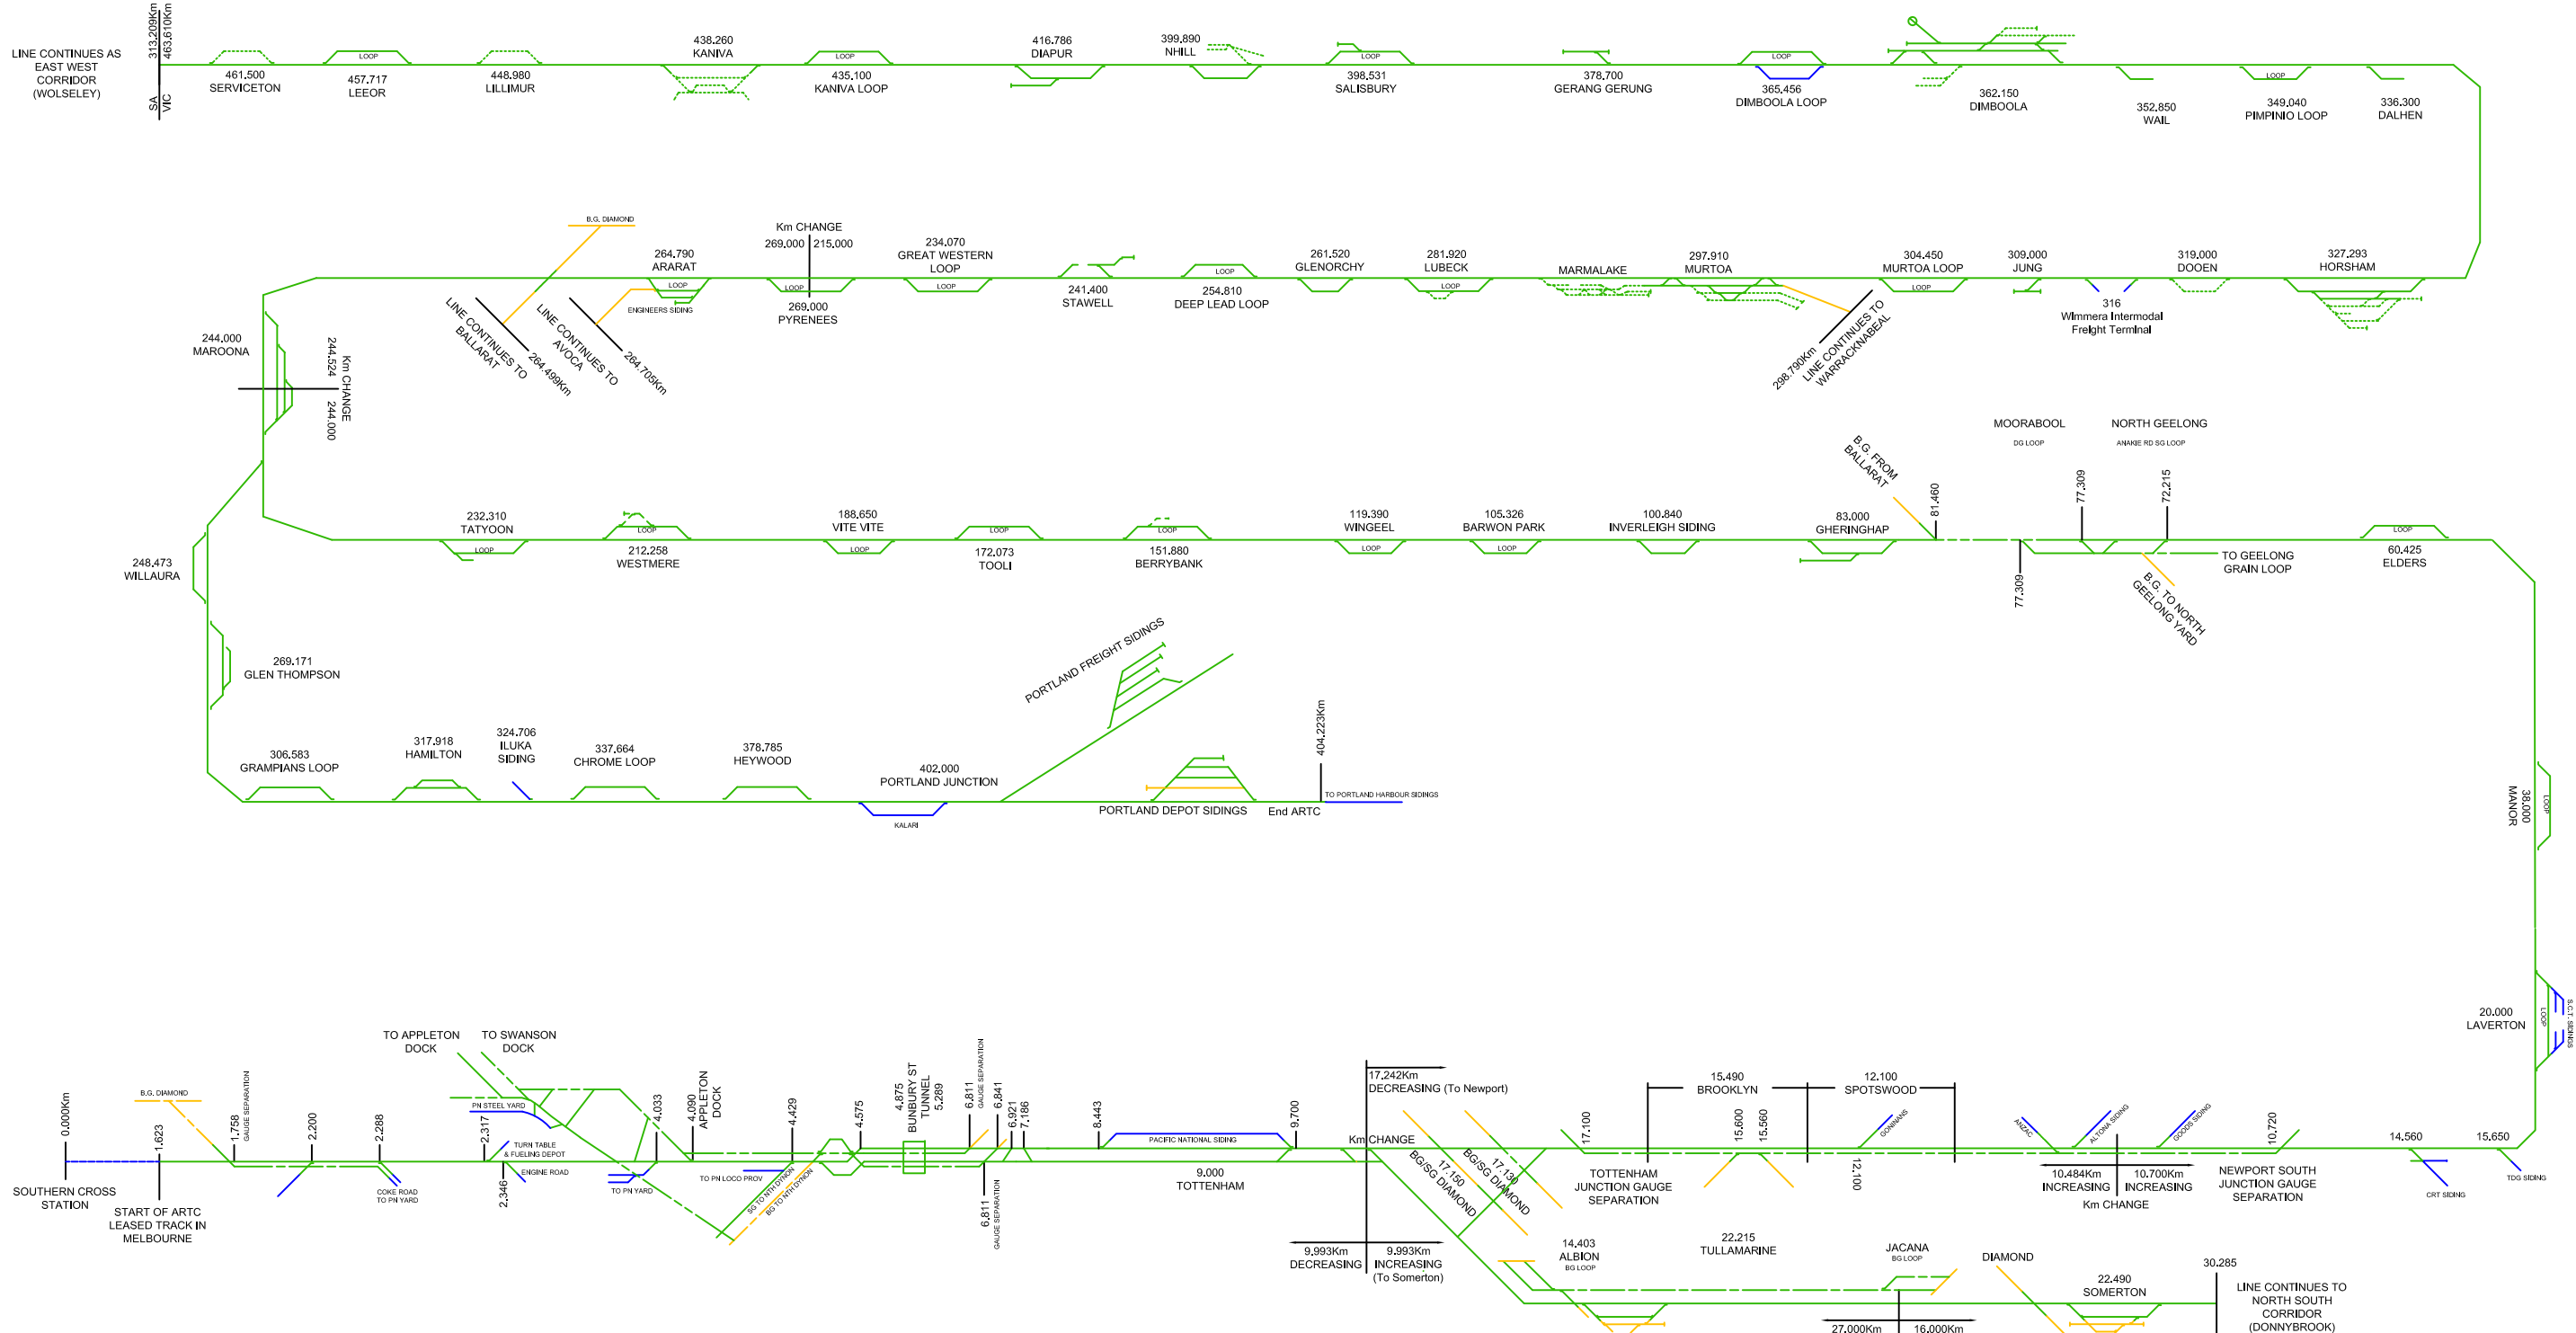 LINE CONTINUES AS
EAST WEST
CORRIDOR
(WOLSELEY)
313.209Km
463.610Km
SA
VIC
461.500
SERVICETON
LOOP
457.717
LEEOR
448.980
LILLIMUR
438.260
KANIVA
LOOP
435.100
KANIVA LOOP
416.786
DIAPUR
399.890
NHILL
LOOP
398.531
SALISBURY
378.700
GERANG GERUNG
LOOP
365.456
DIMBOOLA LOOP
362.150
DIMBOOLA
352.850
WAIL
LOOP
349.040
PIMPINIO LOOP
336.300
DALHEN
B.G. DIAMOND
LINE CONTINUES TO
BALLARAT
264.499Km
LINE CONTINUES TO
AVOCA
264.705Km
264.790
ARARAT
LOOP
ENGINEERS SIDING
Km CHANGE
269.000
215.000
LOOP
269.000
PYRENEES
234.070
GREAT WESTERN
LOOP
LOOP
241.400
STAWELL
LOOP
254.810
DEEP LEAD LOOP
261.520
GLENORCHY
281.920
LUBECK
LOOP
MARMALAKE
297.910
MURTOA
298.790Km
LINE CONTINUES TO
WARRACKNABEAL
304.450
MURTOA LOOP
LOOP
309.000
JUNG
316
Wimmera Intermodal
Freight Terminal
319.000
DOOEN
327.293
HORSHAM
244.000
MAROONA
Km CHANGE
244.524
244.000
232.310
TATYOON
LOOP
LOOP
212.258
WESTMERE
188.650
VITE VITE
LOOP
LOOP
172.073
TOOLI
LOOP
151.880
BERRYBANK
119.390
WINGEEL
LOOP
105.326
BARWON PARK
LOOP
100.840
INVERLEIGH SIDING
83.000
GHERINGHAP
B.G. FROM
BALLARAT
81.460
MOORABOOL
DG LOOP
77.309
77.309
NORTH GEELONG
ANAKIE RD SG LOOP
72.215
B.G. TO NORTH
GEELONG YARD
TO GEELONG
GRAIN LOOP
LOOP
60.425
ELDERS
248.473
WILLAURA
269.171
GLEN THOMPSON
306.583
GRAMPIANS LOOP
317.918
HAMILTON
324.706
ILUKA
SIDING
337.664
CHROME LOOP
378.785
HEYWOOD
402.000
PORTLAND JUNCTION
KALARI
PORTLAND FREIGHT SIDINGS
PORTLAND DEPOT SIDINGS
404.223Km
End ARTC
TO PORTLAND HARBOUR SIDINGS
38.000
MANOR
LOOP
20.000
LAVERTON
LOOP
S.C.T. SIDINGS
0.000Km
SOUTHERN CROSS
STATION
1.623
START OF ARTC
LEASED TRACK IN
MELBOURNE
B.G. DIAMOND
1.758
GAUGE SEPARATION
2.200
2.288
COKE ROAD
TO PN YARD
TO APPLETON
DOCK
TO SWANSON
DOCK
PN STEEL YARD
2.317
TURN TABLE
& FUELING DEPOT
2.346
ENGINE ROAD
TO PN YARD
4.033
4.090
APPLETON
DOCK
TO PN LOCO PROV
4.429
SG TO NTH DYNON
BG TO NTH DYNON
4.575
4.875
BUNBURY ST
TUNNEL
5.289
6.811
GAUGE SEPARATION
6.811
GAUGE SEPARATION
6.841
6.921
7.186
8.443
PACIFIC NATIONAL SIDING
9.700
9.000
TOTTENHAM
Km CHANGE
17.242Km
DECREASING (To Newport)
9.993Km
DECREASING
9.993Km
INCREASING
(To Somerton)
17.150
BG/SG DIAMOND
17.130
BG/SG DIAMOND
17.100
TOTTENHAM
JUNCTION GAUGE
SEPARATION
15.490
BROOKLYN
15.600
15.560
12.100
SPOTSWOOD
12.100
GONINANS
ANZAC
ALTONA SIDING
GOODS SIDING
10.484Km
INCREASING
10.700Km
INCREASING
Km CHANGE
10.720
NEWPORT SOUTH
JUNCTION GAUGE
SEPARATION
14.560
CRT SIDING
15.650
TDG SIDING
14.403
ALBION
BG LOOP
22.215
TULLAMARINE
JACANA
BG LOOP
27.000Km
16.000Km
DIAMOND
22.490
SOMERTON
30.285
LINE CONTINUES TO
NORTH SOUTH
CORRIDOR
(DONNYBROOK)